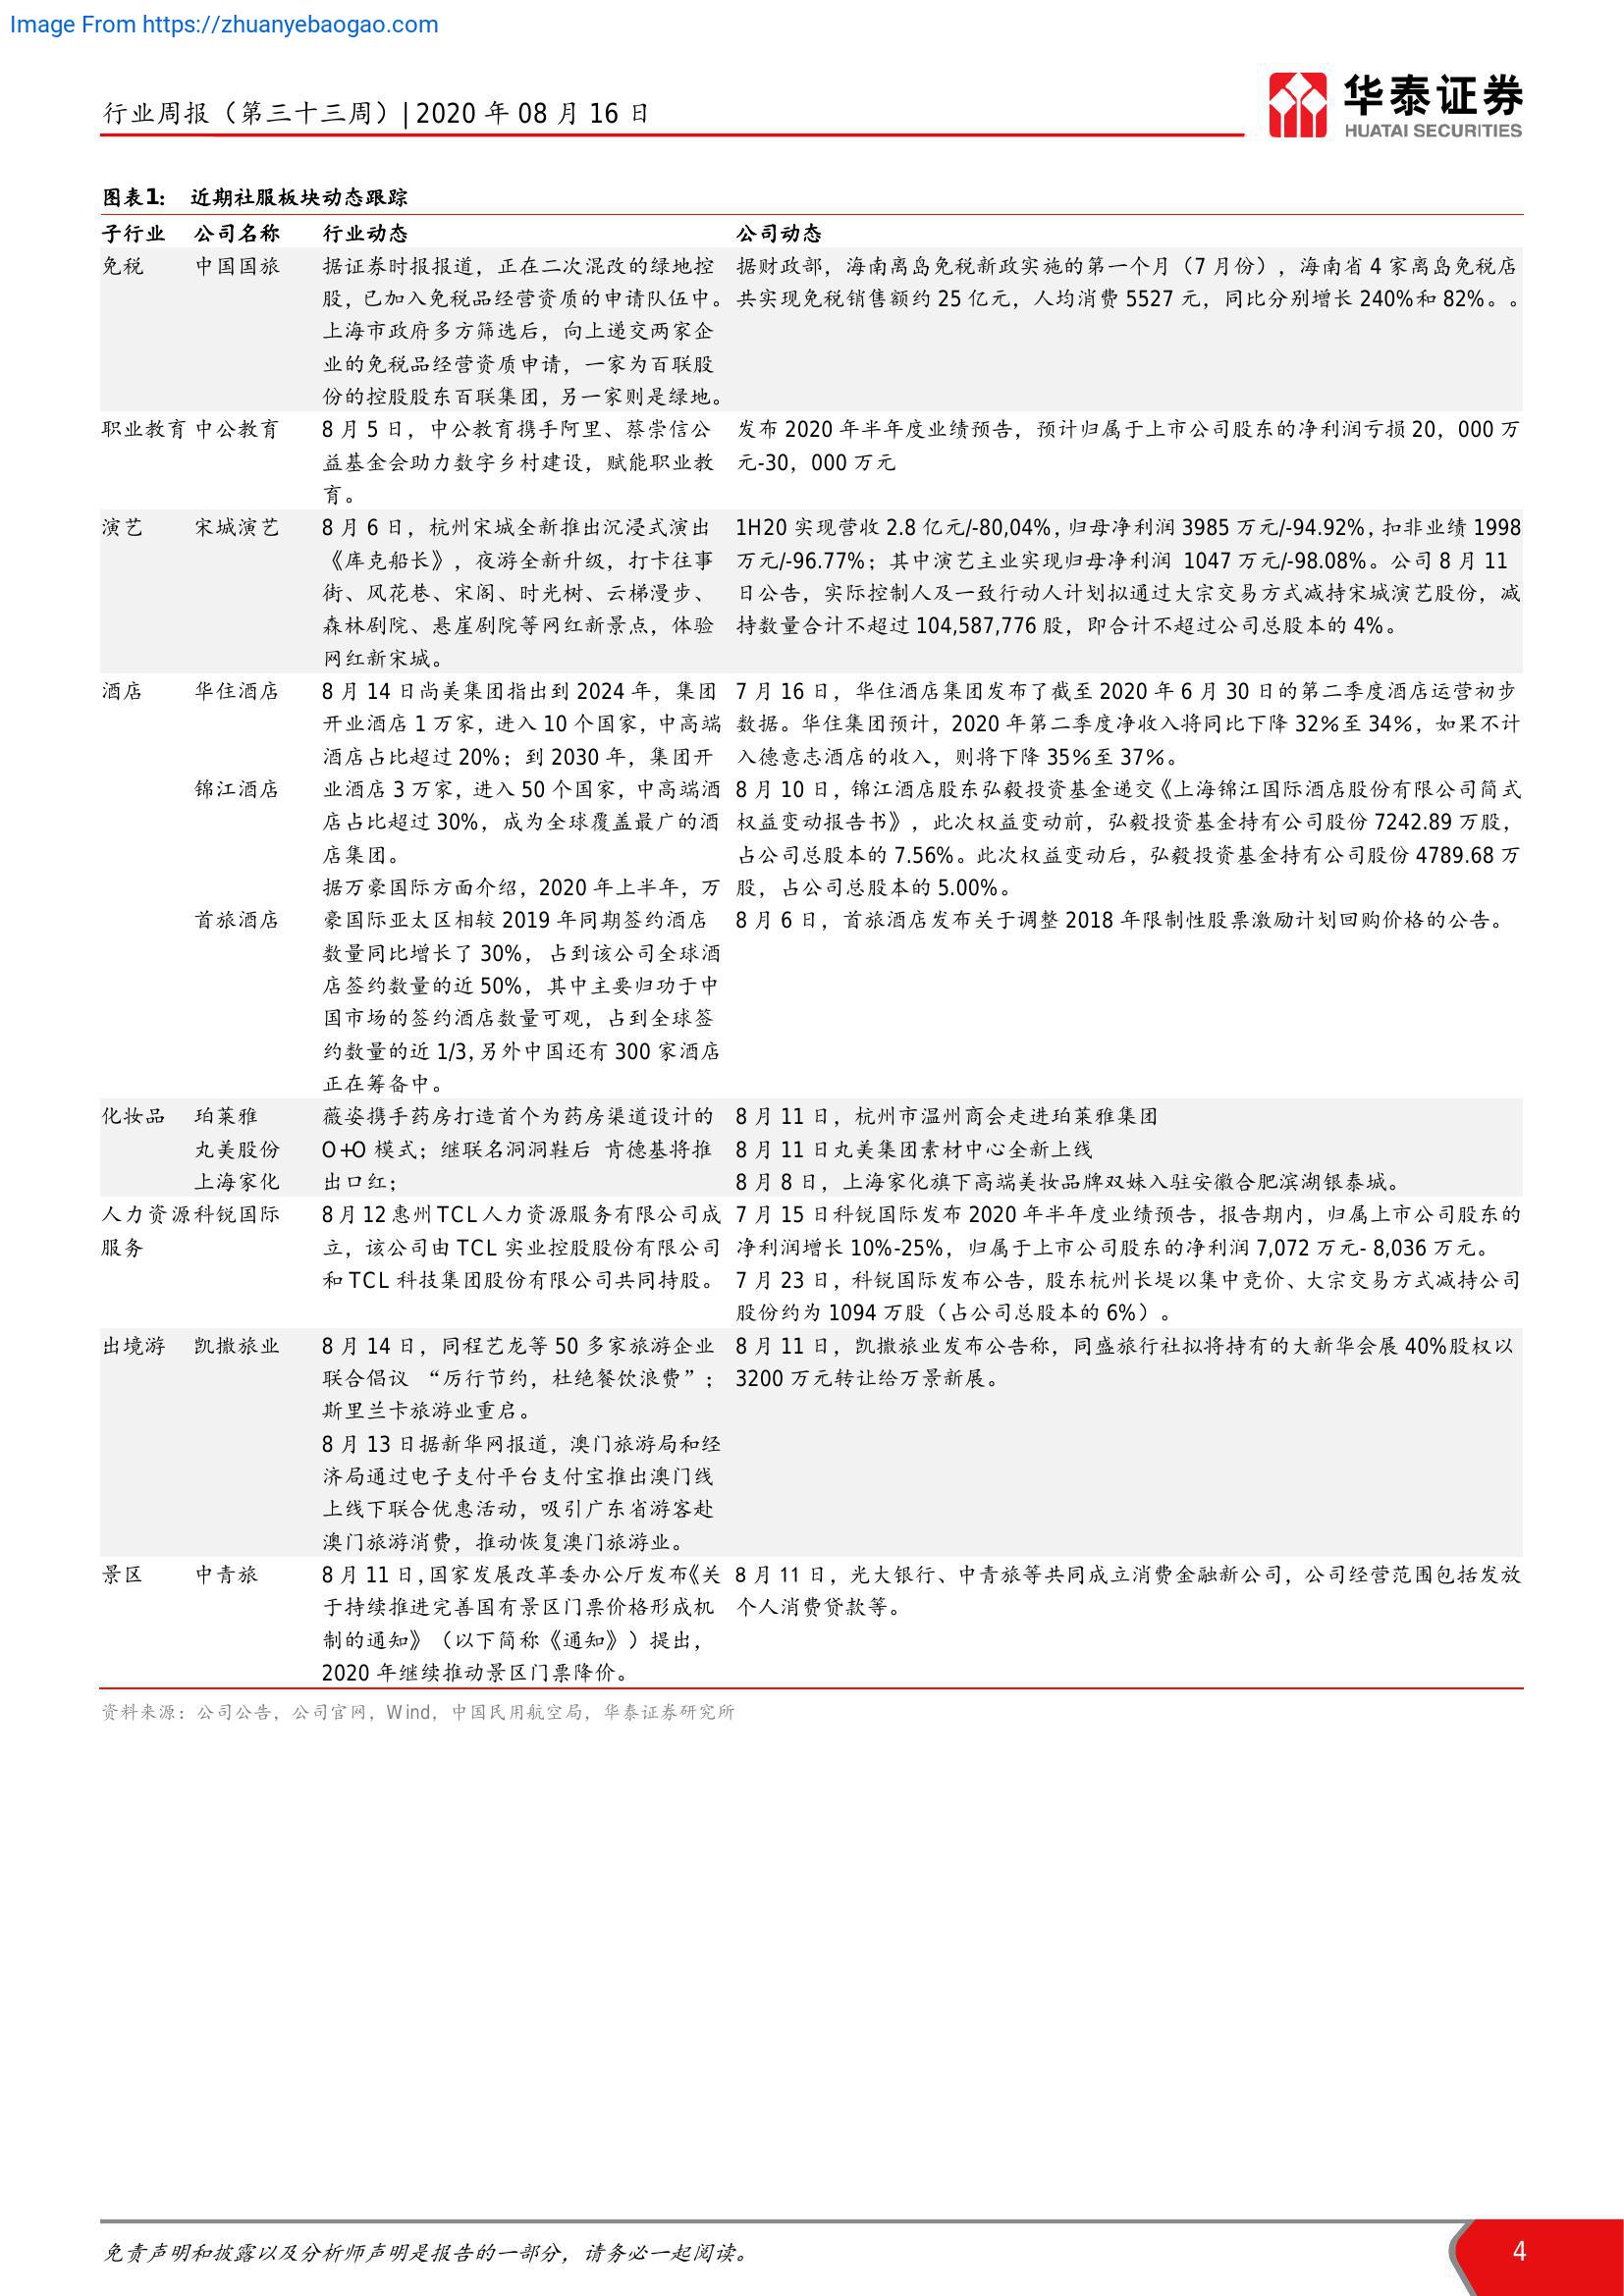 Image From https://zhuanyebaogao.com
行业周报（第三十三周）| 2020 年 08 月 16 日
华泰证券
HUATAI SECURITIES
图表1： 近期社服板块动态跟踪
子行业 公司名称 行业动态 公司动态
免税 中国国旅 据证券时报报道，正在二次混改的绿地控 据财政部，海南离岛免税新政实施的第一个月（7 月份），海南省 4 家离岛免税店
股，已加入免税品经营资质的申请队伍中。 共实现免税销售额约 25 亿元，人均消费 5527 元，同比分别增长 240%和 82%。。
上海市政府多方筛选后，向上递交两家企
业的免税品经营资质申请，一家为百联股
份的控股股东百联集团，另一家则是绿地。
职业教育 中公教育 8 月 5 日，中公教育携手阿里、蔡崇信公 发布 2020 年半年度业绩预告，预计归属于上市公司股东的净利润亏损 20，000 万
益基金会助力数字乡村建设，赋能职业教 元-30，000 万元
育。
演艺 宋城演艺 8 月 6 日，杭州宋城全新推出沉浸式演出 1H20 实现营收 2.8 亿元/-80,04%，归母净利润 3985 万元/-94.92%，扣非业绩 1998
《库克船长》，夜游全新升级，打卡往事 万元/-96.77%；其中演艺主业实现归母净利润 1047 万元/-98.08%。公司 8 月 11
街、风花巷、宋阁、时光树、云梯漫步、 日公告，实际控制人及一致行动人计划拟通过大宗交易方式减持宋城演艺股份，减
森林剧院、悬崖剧院等网红新景点，体验 持数量合计不超过 104,587,776 股，即合计不超过公司总股本的 4%。
网红新宋城。
酒店 华住酒店 8 月 14 日尚美集团指出到 2024 年，集团 7 月 16 日，华住酒店集团发布了截至 2020 年 6 月 30 日的第二季度酒店运营初步
开业酒店 1 万家，进入 10 个国家，中高端 数据。华住集团预计，2020 年第二季度净收入将同比下降 32%至 34%，如果不计
酒店占比超过 20%；到 2030 年，集团开 入德意志酒店的收入，则将下降 35%至 37%。
锦江酒店 业酒店 3 万家，进入 50 个国家，中高端酒 8 月 10 日，锦江酒店股东弘毅投资基金递交《上海锦江国际酒店股份有限公司简式
店占比超过 30%，成为全球覆盖最广的酒 权益变动报告书》，此次权益变动前，弘毅投资基金持有公司股份 7242.89 万股，
店集团。 占公司总股本的 7.56%。此次权益变动后，弘毅投资基金持有公司股份 4789.68 万
据万豪国际方面介绍，2020 年上半年，万 股，占公司总股本的 5.00%。
首旅酒店 豪国际亚太区相较 2019 年同期签约酒店 8 月 6 日，首旅酒店发布关于调整 2018 年限制性股票激励计划回购价格的公告。
数量同比增长了 30%，占到该公司全球酒
店签约数量的近 50%，其中主要归功于中
国市场的签约酒店数量可观，占到全球签
约数量的近 1/3,另外中国还有 300 家酒店
正在筹备中。
化妆品 珀莱雅 薇姿携手药房打造首个为药房渠道设计的 8 月 11 日，杭州市温州商会走进珀莱雅集团
丸美股份 O+O 模式；继联名洞洞鞋后 肯德基将推 8 月 11 日丸美集团素材中心全新上线
上海家化 出口红； 8 月 8 日，上海家化旗下高端美妆品牌双妹入驻安徽合肥滨湖银泰城。
人力资源 科锐国际 8 月 12 惠州 TCL 人力资源服务有限公司成 7 月 15 日科锐国际发布 2020 年半年度业绩预告，报告期内，归属上市公司股东的
服务 立，该公司由 TCL 实业控股股份有限公司 净利润增长 10%-25%，归属于上市公司股东的净利润 7,072 万元- 8,036 万元。
和 TCL 科技集团股份有限公司共同持股。 7 月 23 日，科锐国际发布公告，股东杭州长堤以集中竞价、大宗交易方式减持公司
股份约为 1094 万股（占公司总股本的 6%）。
出境游 凯撒旅业 8 月 14 日，同程艺龙等 50 多家旅游企业 8 月 11 日，凯撒旅业发布公告称，同盛旅行社拟将持有的大新华会展 40%股权以
联合倡议 “厉行节约，杜绝餐饮浪费”； 3200 万元转让给万景新展。
斯里兰卡旅游业重启。
8 月 13 日据新华网报道，澳门旅游局和经
济局通过电子支付平台支付宝推出澳门线
上线下联合优惠活动，吸引广东省游客赴
澳门旅游消费，推动恢复澳门旅游业。
景区 中青旅 8 月 11 日，国家发展改革委办公厅发布《关 8 月 11 日，光大银行、中青旅等共同成立消费金融新公司，公司经营范围包括发放
于持续推进完善国有景区门票价格形成机 个人消费贷款等。
制的通知》（以下简称《通知》）提出，
2020 年继续推动景区门票降价。
资料来源：公司公告，公司官网，Wind，中国民用航空局，华泰证券研究所
免责声明和披露以及分析师声明是报告的一部分，请务必一起阅读。 4